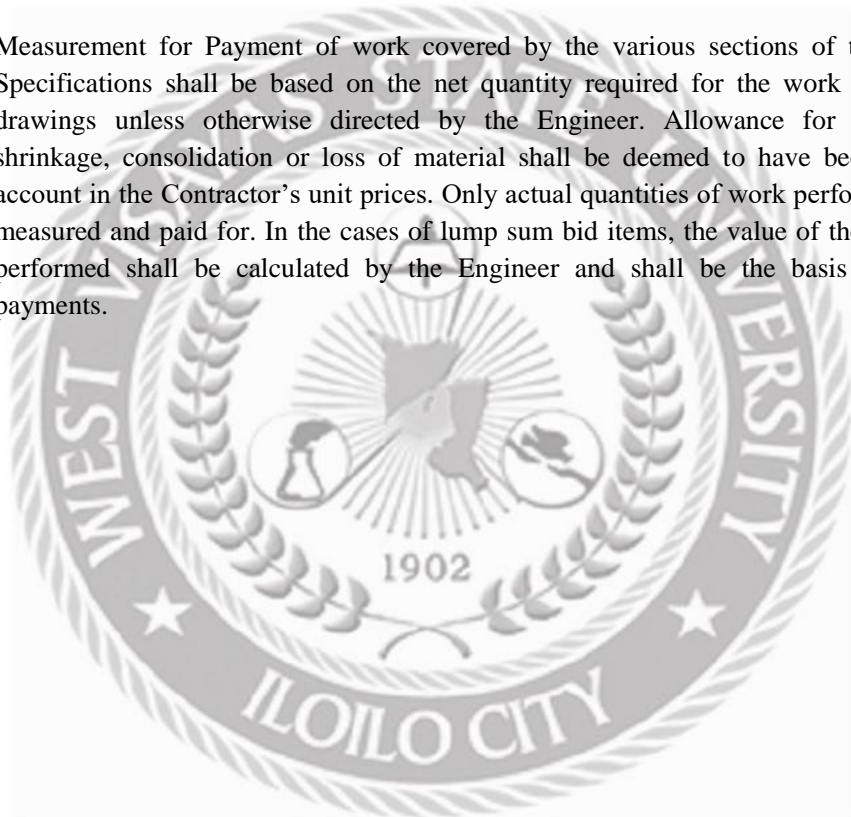 Measurement for Payment of work covered by the various sections of t
Specifications shall be based on the net quantity required for the work
drawings unless otherwise directed by the Engineer. Allowance for
shrinkage, consolidation or loss of material shall be deemed to have bee
account in the Contractor's unit prices. Only actual quantities of work perfo
measured and paid for. In the cases of lump sum bid items, the value of the
performed shall be calculated by the Engineer and shall be the basis
payments.
WEST VISAYAS STATE UNIVERSITY
1902
ILOILO CITY